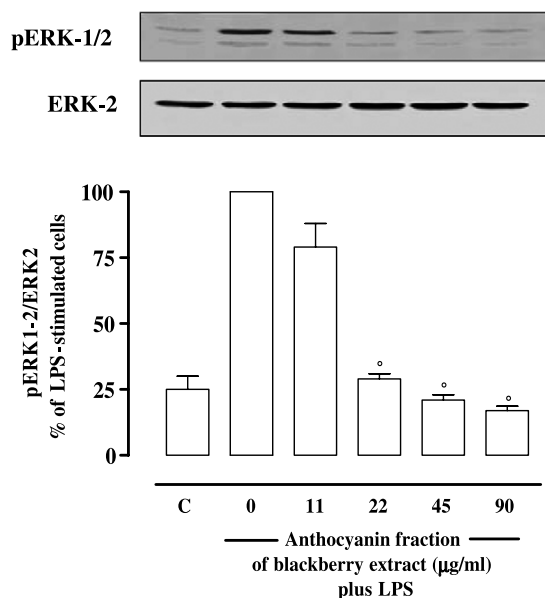 pERK-1/2
ERK-2
pERK1-2/ERK2
% of LPS-stimulated cells
100
75
50
25
0
C 0 11 22 45 90
Anthocyanin fraction
of blackberry extract (μg/ml)
plus LPS